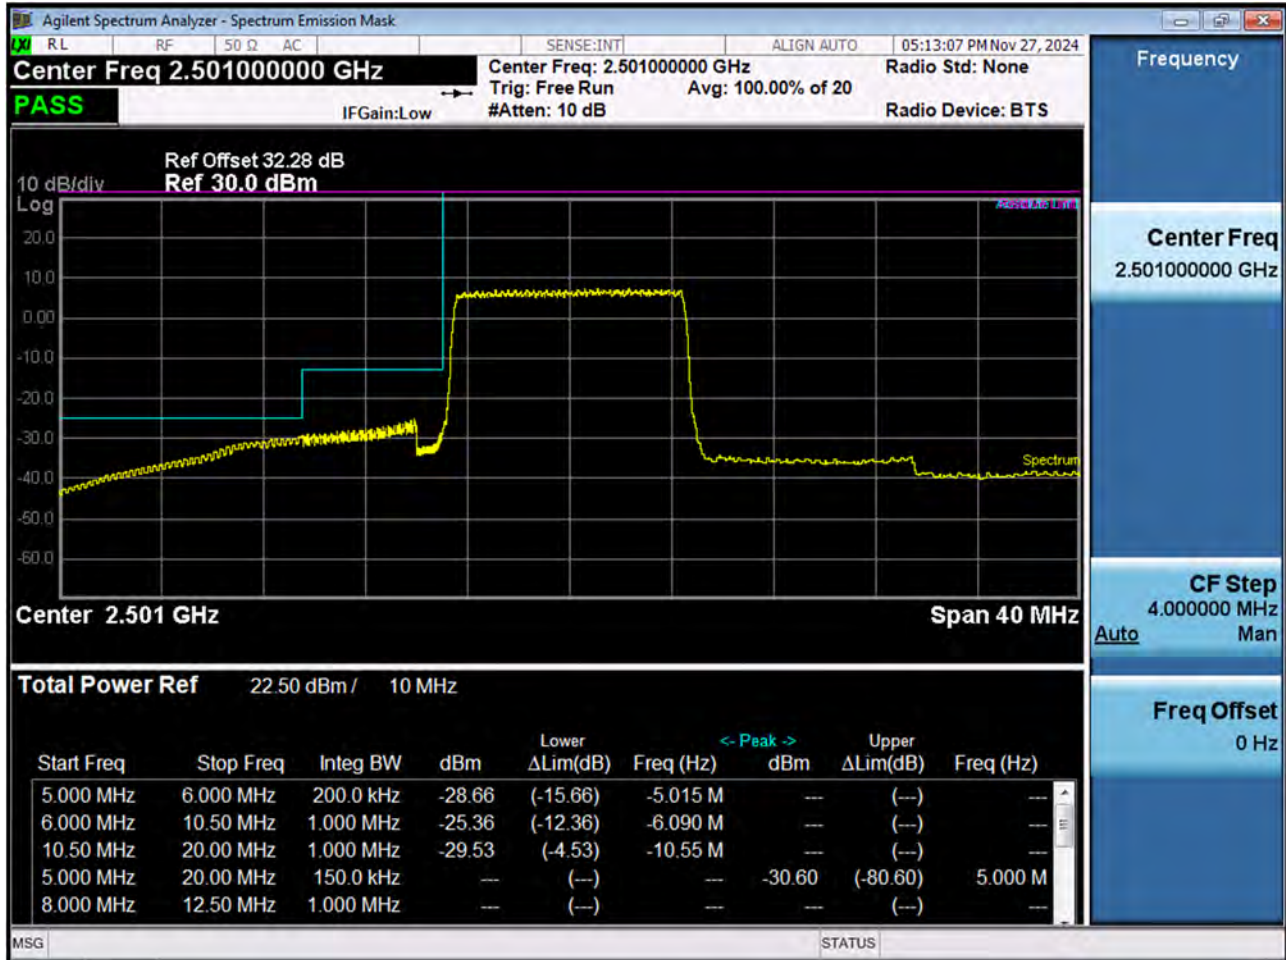 Agilent Spectrum Analyzer - Spectrum Emission Mask
LXI RL RF 50 Ω AC SENSE:INT ALIGN AUTO 05:13:07 PM Nov 27, 2024
Center Freq 2.501000000 GHz
Center Freq: 2.501000000 GHz Radio Std: None
Trig: Free Run Avg: 100.00% of 20
PASS IFGain:Low #Atten: 10 dB Radio Device: BTS
Ref Offset 32.28 dB
10 dB/div Ref 30.0 dBm
Log
20.0
10.0
0.00
-10.0
-20.0
-30.0
-40.0
-50.0
-60.0
Spectrum
Center 2.501 GHz Span 40 MHz
Total Power Ref 22.50 dBm / 10 MHz
Lower <- Peak -> Upper
Start Freq Stop Freq Integ BW dBm ΔLim(dB) Freq (Hz) dBm ΔLim(dB) Freq (Hz)
5.000 MHz 6.000 MHz 200.0 kHz -28.66 (-15.66) -5.015 M --- (---) ---
6.000 MHz 10.50 MHz 1.000 MHz -25.36 (-12.36) -6.090 M --- (---) ---
10.50 MHz 20.00 MHz 1.000 MHz -29.53 (-4.53) -10.55 M --- (---) ---
5.000 MHz 20.00 MHz 150.0 kHz --- (---) --- -30.60 (-80.60) 5.000 M
8.000 MHz 12.50 MHz 1.000 MHz --- (---) --- --- (---) ---
MSG STATUS
Frequency
Center Freq
2.501000000 GHz
CF Step
4.000000 MHz
Auto Man
Freq Offset
0 Hz